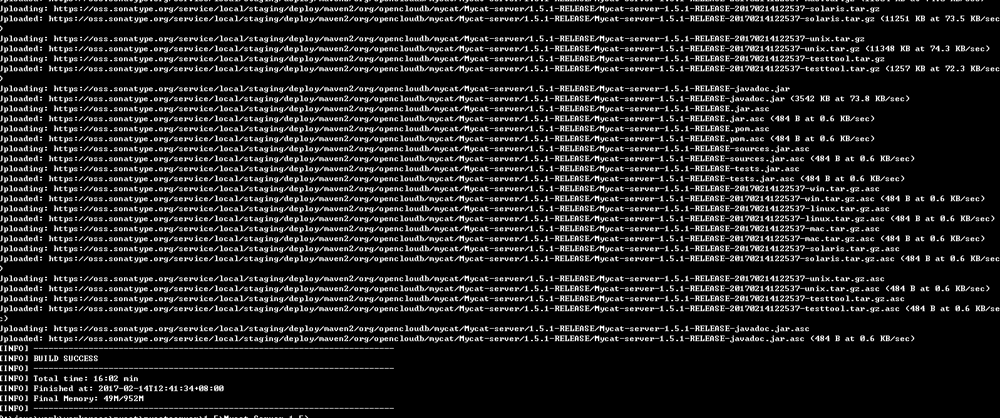 Uploading: https://oss.sonatype.org/service/local/staging/deploy/maven2/org/opencloudb/mycat/Mycat-server/1.5.1-RELEASE/Mycat-server-1.5.1-RELEASE-20170214122537-solaris.tar.gz
Uploaded: https://oss.sonatype.org/service/local/staging/deploy/maven2/org/opencloudb/mycat/Mycat-server/1.5.1-RELEASE/Mycat-server-1.5.1-RELEASE-20170214122537-solaris.tar.gz (11251 KB at 73.5 KB/sec
)
Uploading: https://oss.sonatype.org/service/local/staging/deploy/maven2/org/opencloudb/mycat/Mycat-server/1.5.1-RELEASE/Mycat-server-1.5.1-RELEASE-20170214122537-unix.tar.gz
Uploaded: https://oss.sonatype.org/service/local/staging/deploy/maven2/org/opencloudb/mycat/Mycat-server/1.5.1-RELEASE/Mycat-server-1.5.1-RELEASE-20170214122537-unix.tar.gz (11348 KB at 74.3 KB/sec)
Uploading: https://oss.sonatype.org/service/local/staging/deploy/maven2/org/opencloudb/mycat/Mycat-server/1.5.1-RELEASE/Mycat-server-1.5.1-RELEASE-20170214122537-testtool.tar.gz
Uploaded: https://oss.sonatype.org/service/local/staging/deploy/maven2/org/opencloudb/mycat/Mycat-server/1.5.1-RELEASE/Mycat-server-1.5.1-RELEASE-20170214122537-testtool.tar.gz (1257 KB at 72.3 KB/sec
)
Uploading: https://oss.sonatype.org/service/local/staging/deploy/maven2/org/opencloudb/mycat/Mycat-server/1.5.1-RELEASE/Mycat-server-1.5.1-RELEASE-javadoc.jar
Uploaded: https://oss.sonatype.org/service/local/staging/deploy/maven2/org/opencloudb/mycat/Mycat-server/1.5.1-RELEASE/Mycat-server-1.5.1-RELEASE-javadoc.jar (3542 KB at 73.8 KB/sec)
Uploading: https://oss.sonatype.org/service/local/staging/deploy/maven2/org/opencloudb/mycat/Mycat-server/1.5.1-RELEASE/Mycat-server-1.5.1-RELEASE.jar.asc
Uploaded: https://oss.sonatype.org/service/local/staging/deploy/maven2/org/opencloudb/mycat/Mycat-server/1.5.1-RELEASE/Mycat-server-1.5.1-RELEASE.jar.asc (484 B at 0.6 KB/sec)
Uploading: https://oss.sonatype.org/service/local/staging/deploy/maven2/org/opencloudb/mycat/Mycat-server/1.5.1-RELEASE/Mycat-server-1.5.1-RELEASE.pom.asc
Uploaded: https://oss.sonatype.org/service/local/staging/deploy/maven2/org/opencloudb/mycat/Mycat-server/1.5.1-RELEASE/Mycat-server-1.5.1-RELEASE.pom.asc (484 B at 0.6 KB/sec)
Uploading: https://oss.sonatype.org/service/local/staging/deploy/maven2/org/opencloudb/mycat/Mycat-server/1.5.1-RELEASE/Mycat-server-1.5.1-RELEASE-sources.jar.asc
Uploaded: https://oss.sonatype.org/service/local/staging/deploy/maven2/org/opencloudb/mycat/Mycat-server/1.5.1-RELEASE/Mycat-server-1.5.1-RELEASE-sources.jar.asc (484 B at 0.6 KB/sec)
Uploading: https://oss.sonatype.org/service/local/staging/deploy/maven2/org/opencloudb/mycat/Mycat-server/1.5.1-RELEASE/Mycat-server-1.5.1-RELEASE-tests.jar.asc
Uploaded: https://oss.sonatype.org/service/local/staging/deploy/maven2/org/opencloudb/mycat/Mycat-server/1.5.1-RELEASE/Mycat-server-1.5.1-RELEASE-tests.jar.asc (484 B at 0.6 KB/sec)
Uploading: https://oss.sonatype.org/service/local/staging/deploy/maven2/org/opencloudb/mycat/Mycat-server/1.5.1-RELEASE/Mycat-server-1.5.1-RELEASE-20170214122537-win.tar.gz.asc
Uploaded: https://oss.sonatype.org/service/local/staging/deploy/maven2/org/opencloudb/mycat/Mycat-server/1.5.1-RELEASE/Mycat-server-1.5.1-RELEASE-20170214122537-win.tar.gz.asc (484 B at 0.6 KB/sec)
Uploading: https://oss.sonatype.org/service/local/staging/deploy/maven2/org/opencloudb/mycat/Mycat-server/1.5.1-RELEASE/Mycat-server-1.5.1-RELEASE-20170214122537-linux.tar.gz.asc
Uploaded: https://oss.sonatype.org/service/local/staging/deploy/maven2/org/opencloudb/mycat/Mycat-server/1.5.1-RELEASE/Mycat-server-1.5.1-RELEASE-20170214122537-linux.tar.gz.asc (484 B at 0.6 KB/sec)
Uploading: https://oss.sonatype.org/service/local/staging/deploy/maven2/org/opencloudb/mycat/Mycat-server/1.5.1-RELEASE/Mycat-server-1.5.1-RELEASE-20170214122537-mac.tar.gz.asc
Uploaded: https://oss.sonatype.org/service/local/staging/deploy/maven2/org/opencloudb/mycat/Mycat-server/1.5.1-RELEASE/Mycat-server-1.5.1-RELEASE-20170214122537-mac.tar.gz.asc (484 B at 0.6 KB/sec)
Uploading: https://oss.sonatype.org/service/local/staging/deploy/maven2/org/opencloudb/mycat/Mycat-server/1.5.1-RELEASE/Mycat-server-1.5.1-RELEASE-20170214122537-solaris.tar.gz.asc
Uploaded: https://oss.sonatype.org/service/local/staging/deploy/maven2/org/opencloudb/mycat/Mycat-server/1.5.1-RELEASE/Mycat-server-1.5.1-RELEASE-20170214122537-solaris.tar.gz.asc (484 B at 0.6 KB/sec
)
Uploading: https://oss.sonatype.org/service/local/staging/deploy/maven2/org/opencloudb/mycat/Mycat-server/1.5.1-RELEASE/Mycat-server-1.5.1-RELEASE-20170214122537-unix.tar.gz.asc
Uploaded: https://oss.sonatype.org/service/local/staging/deploy/maven2/org/opencloudb/mycat/Mycat-server/1.5.1-RELEASE/Mycat-server-1.5.1-RELEASE-20170214122537-unix.tar.gz.asc (484 B at 0.6 KB/sec)
Uploading: https://oss.sonatype.org/service/local/staging/deploy/maven2/org/opencloudb/mycat/Mycat-server/1.5.1-RELEASE/Mycat-server-1.5.1-RELEASE-20170214122537-testtool.tar.gz.asc
Uploaded: https://oss.sonatype.org/service/local/staging/deploy/maven2/org/opencloudb/mycat/Mycat-server/1.5.1-RELEASE/Mycat-server-1.5.1-RELEASE-20170214122537-testtool.tar.gz.asc (484 B at 0.6 KB/se
c)
Uploading: https://oss.sonatype.org/service/local/staging/deploy/maven2/org/opencloudb/mycat/Mycat-server/1.5.1-RELEASE/Mycat-server-1.5.1-RELEASE-javadoc.jar.asc
Uploaded: https://oss.sonatype.org/service/local/staging/deploy/maven2/org/opencloudb/mycat/Mycat-server/1.5.1-RELEASE/Mycat-server-1.5.1-RELEASE-javadoc.jar.asc (484 B at 0.6 KB/sec)
[INFO] ------------------------------------------------------------------------
[INFO] BUILD SUCCESS
[INFO] ------------------------------------------------------------------------
[INFO] Total time: 16:02 min
[INFO] Finished at: 2017-02-14T12:41:34+08:00
[INFO] Final Memory: 49M/952M
[INFO] ------------------------------------------------------------------------